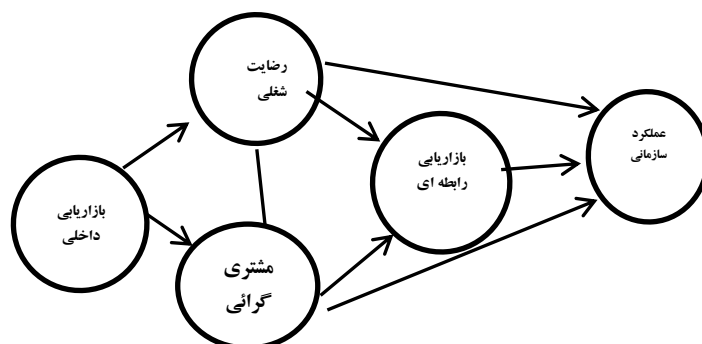 رضایت
شغلی
عملکرد
سازمانی
بازاریابی
رابطه ای
بازاریابی
داخلی
مشتری
گرائی